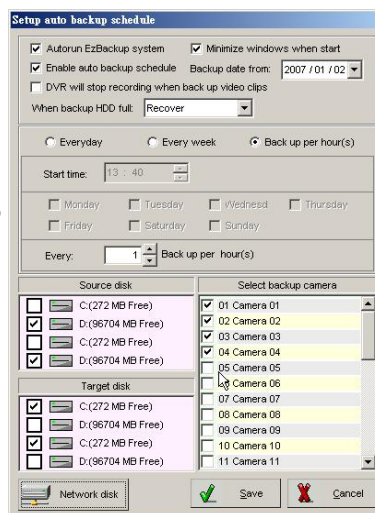 Setup auto backup schedule
Autorun EzBackup system Minimize windows when start
Enable auto backup schedule Backup date from: 2007 / 01 / 02
DVR will stop recording when back up video clips
When backup HDD full: Recover
Everyday Every week Back up per hour(s)
Start time: 13 : 40
Monday Tuesday Wednesd Thursday
Friday Saturday Sunday
Every: 1 Back up per hour(s)
Source disk
C:(272 MB Free)
D:(96704 MB Free)
C:(272 MB Free)
D:(96704 MB Free)
Target disk
C:(272 MB Free)
D:(96704 MB Free)
C:(272 MB Free)
D:(96704 MB Free)
Select backup camera
01 Camera 01
02 Camera 02
03 Camera 03
04 Camera 04
05 Camera 05
Camera 06
07 Camera 07
08 Camera 08
09 Camera 09
10 Camera 10
11 Camera 11
Network disk Save Cancel